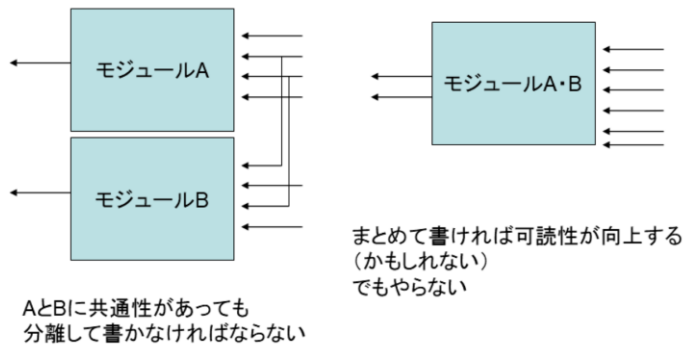 モジュールA
モジュールB
AとBに共通性があっても
分離して書かなければならない
モジュールA・B
まとめて書ければ可読性が向上する
（かもしれない）
でもやらない